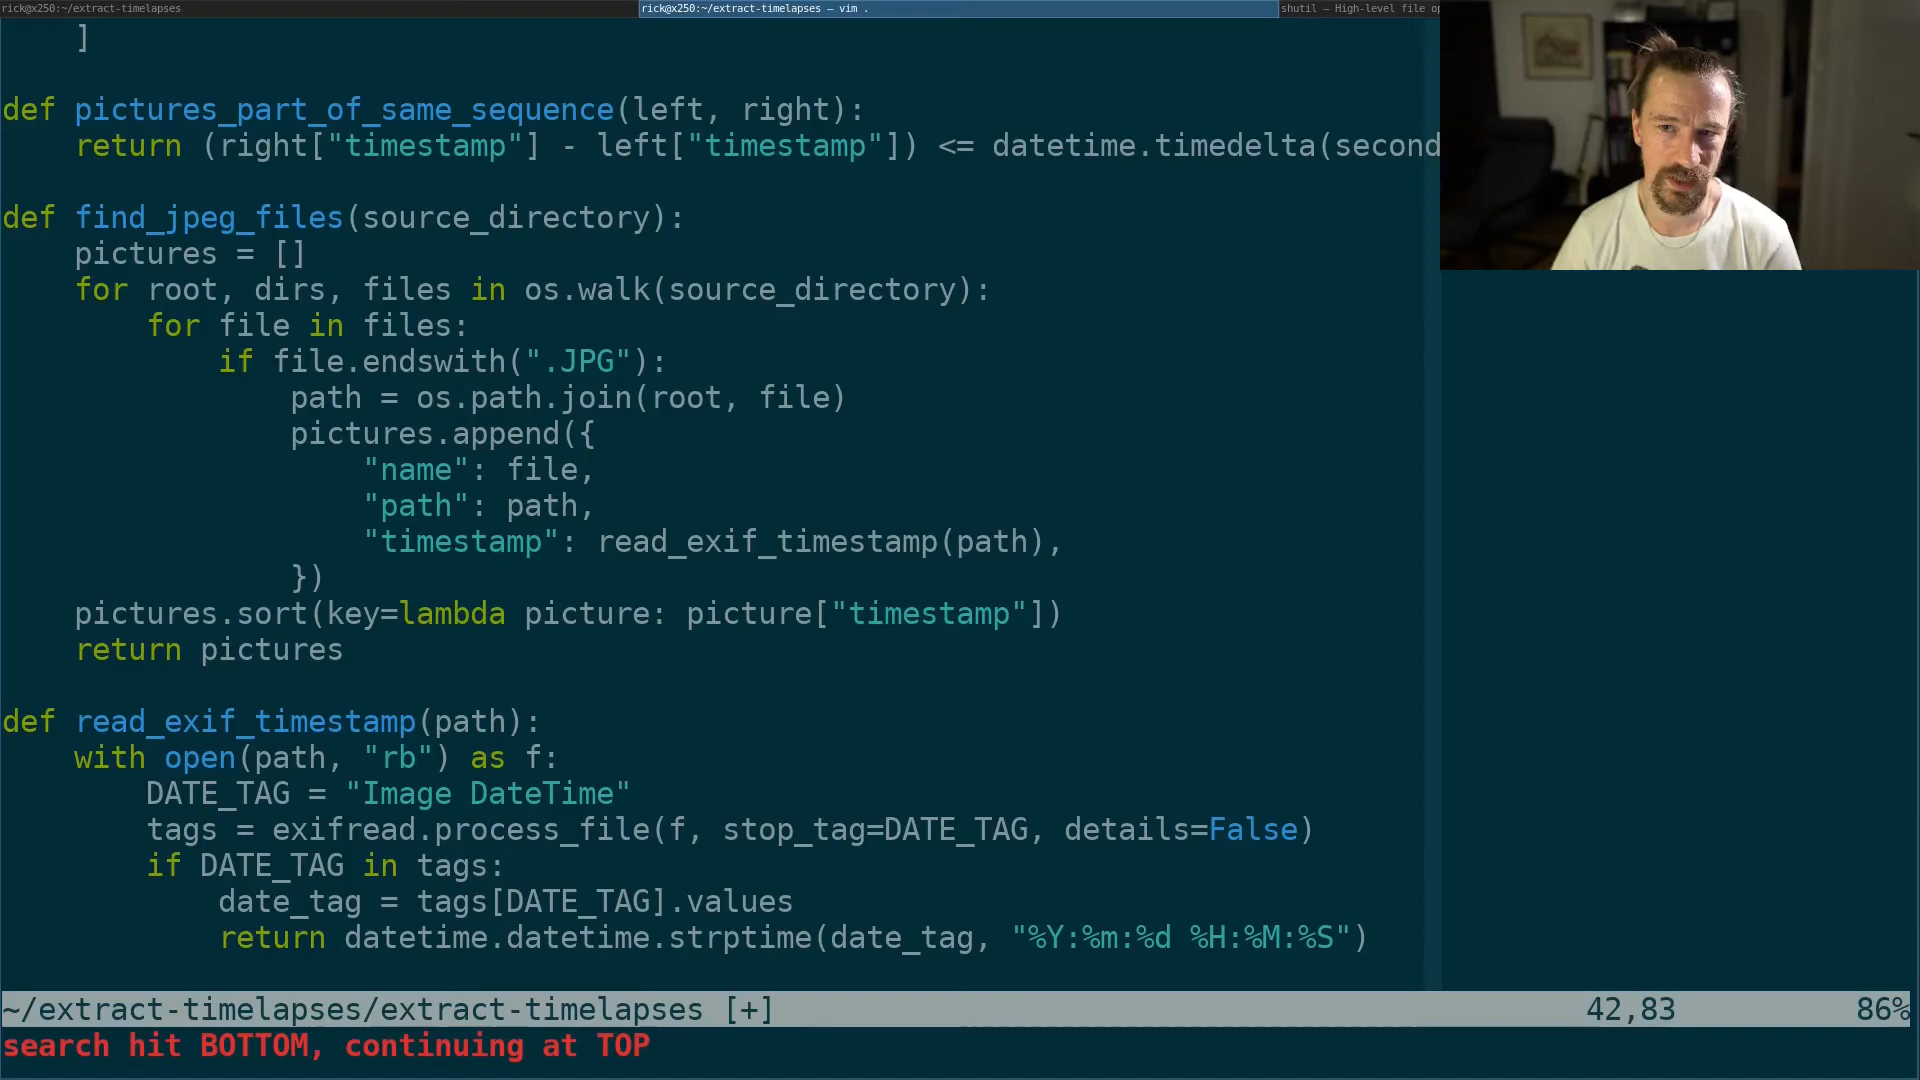 rick@x250:~/extract-timelapses
rick@x250:~/extract-timelapses — vim .
shutil — High-level file op
    ]

def pictures_part_of_same_sequence(left, right):
    return (right["timestamp"] - left["timestamp"]) <= datetime.timedelta(second

def find_jpeg_files(source_directory):
    pictures = []
    for root, dirs, files in os.walk(source_directory):
        for file in files:
            if file.endswith(".JPG"):
                path = os.path.join(root, file)
                pictures.append({
                    "name": file,
                    "path": path,
                    "timestamp": read_exif_timestamp(path),
                })
    pictures.sort(key=lambda picture: picture["timestamp"])
    return pictures

def read_exif_timestamp(path):
    with open(path, "rb") as f:
        DATE_TAG = "Image DateTime"
        tags = exifread.process_file(f, stop_tag=DATE_TAG, details=False)
        if DATE_TAG in tags:
            date_tag = tags[DATE_TAG].values
            return datetime.datetime.strptime(date_tag, "%Y:%m:%d %H:%M:%S")
~/extract-timelapses/extract-timelapses [+] 42,83 86%
search hit BOTTOM, continuing at TOP